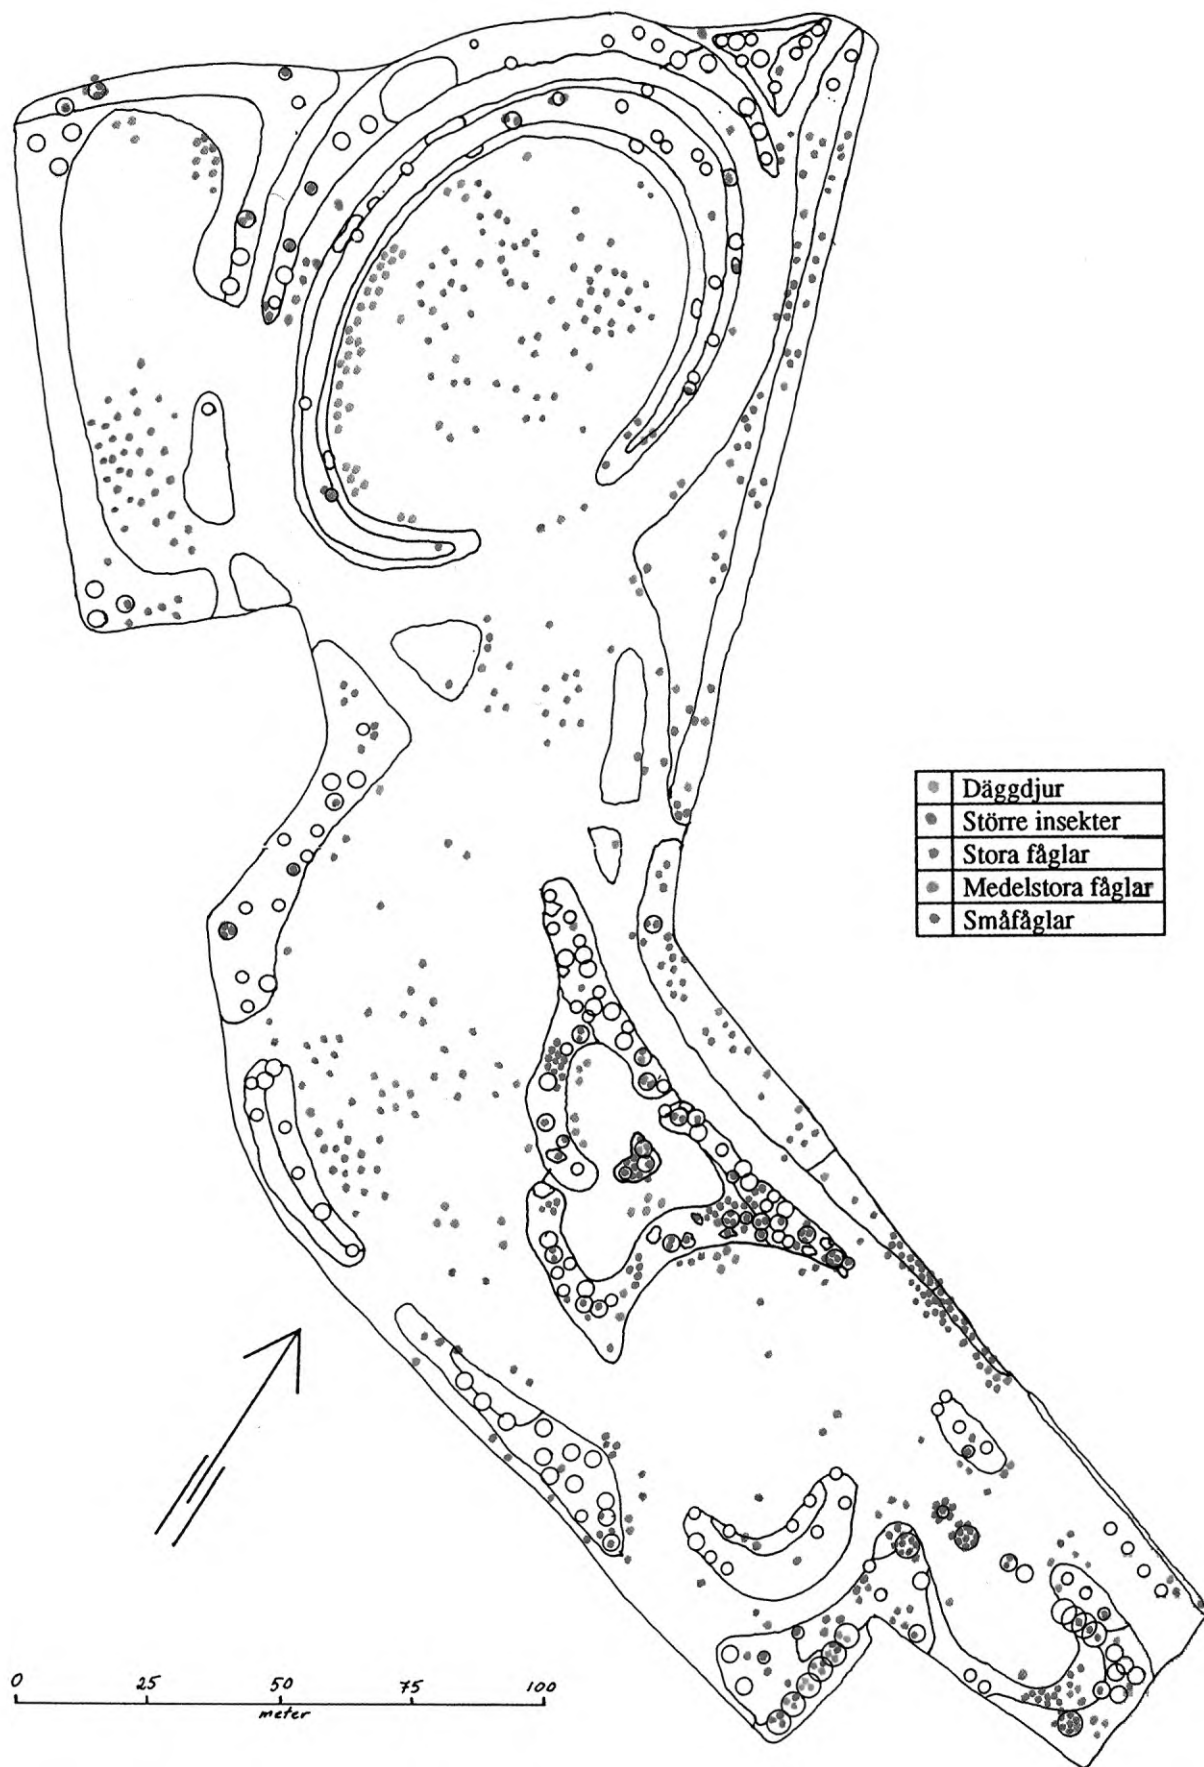 Däggdjur
Större insekter
Stora fåglar
Medelstora fåglar
Småfåglar
0 25 50 75 100
meter